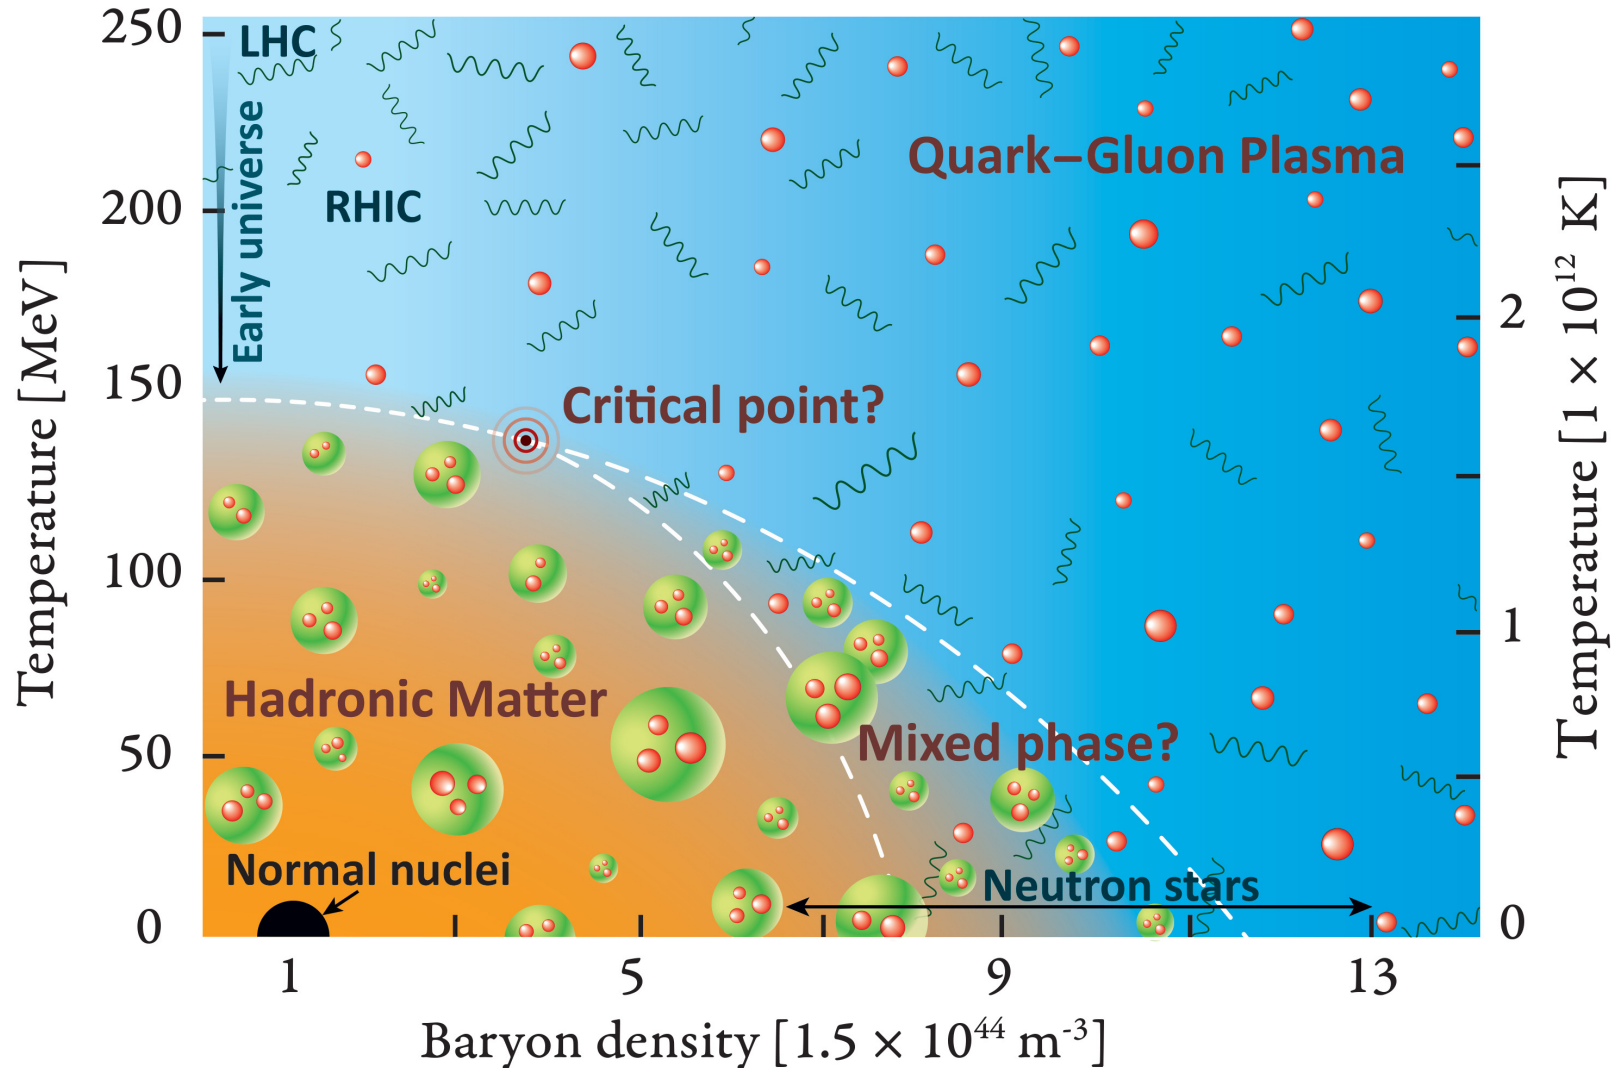 250
LHC
Early universe
RHIC
Quark–Gluon Plasma
200
2
150
Critical point?
Temperature [MeV]
Temperature [1 × 10¹² K]
100
1
Hadronic Matter
Mixed phase?
50
Normal nuclei
Neutron stars
0
0
1
5
9
13
Baryon density [1.5 × 10⁴⁴ m⁻³]